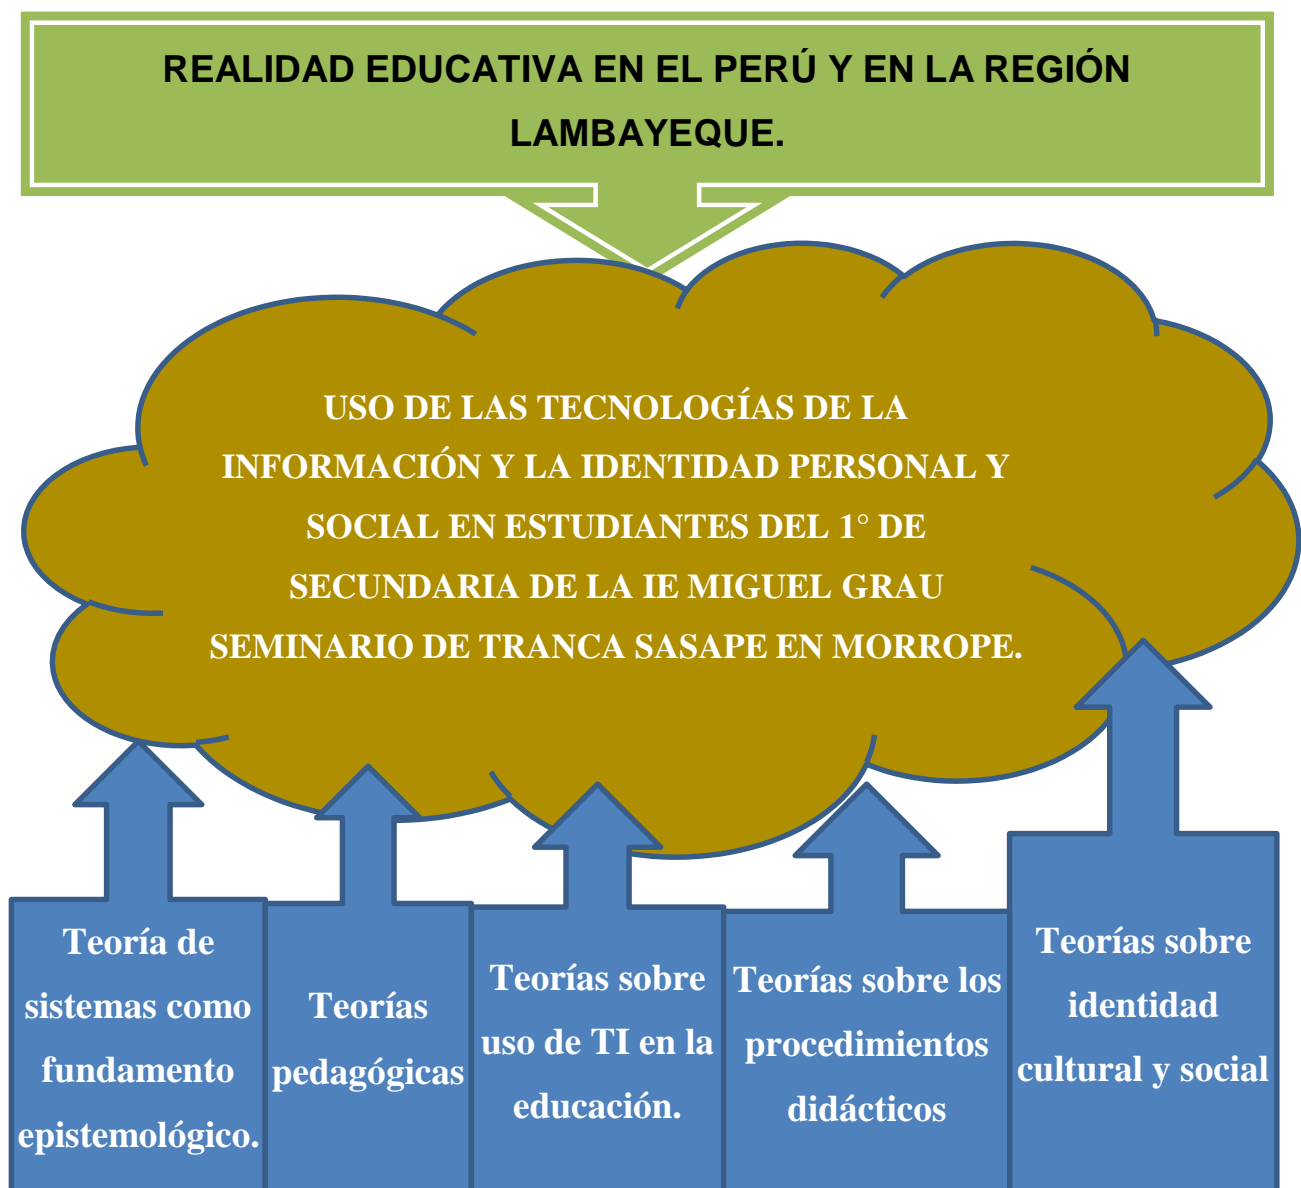 REALIDAD EDUCATIVA EN EL PERÚ Y EN LA REGIÓN
LAMBAYEQUE.
USO DE LAS TECNOLOGÍAS DE LA
INFORMACIÓN Y LA IDENTIDAD PERSONAL Y
SOCIAL EN ESTUDIANTES DEL 1° DE
SECUNDARIA DE LA IE MIGUEL GRAU
SEMINARIO DE TRANCA SASAPE EN MORROPE.
Teoría de
sistemas como
fundamento
epistemológico.
Teorías
pedagógicas
Teorías sobre
uso de TI en la
educación.
Teorías sobre los
procedimientos
didácticos
Teorías sobre
identidad
cultural y social